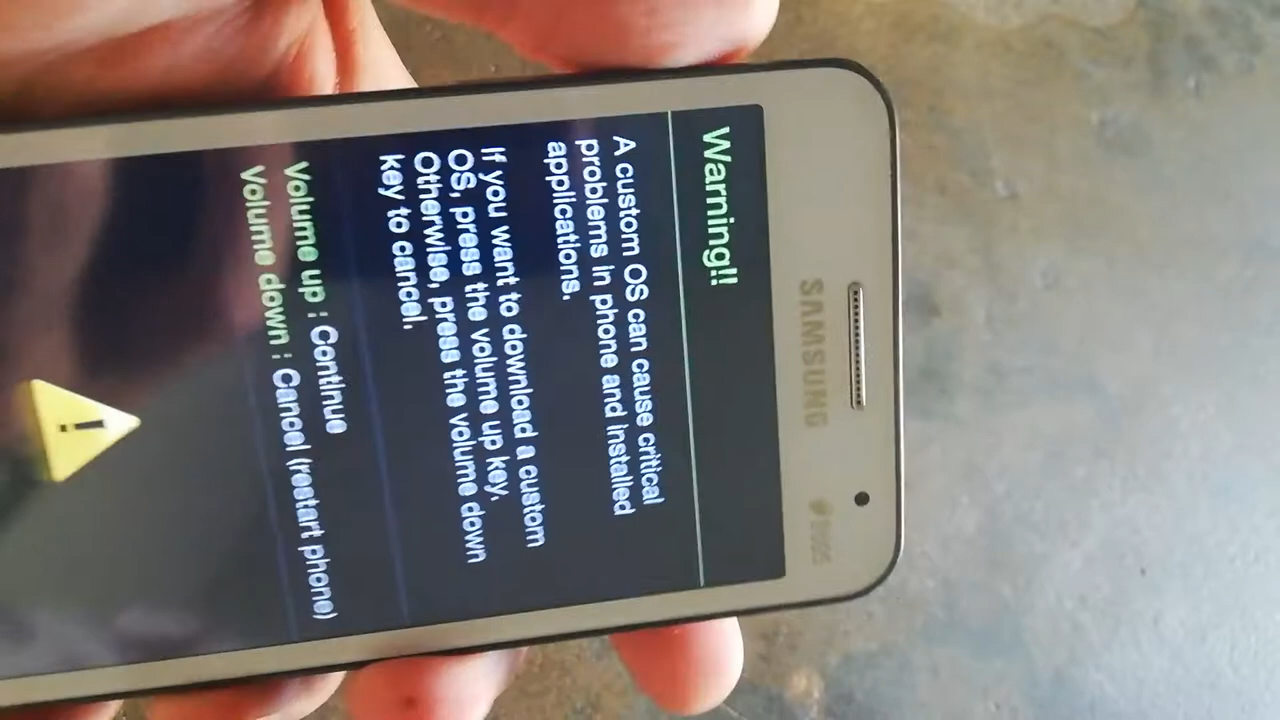 SAMSUNG
DUOS
Warning!!
A custom OS can cause critical
problems in phone and installed
applications.
If you want to download a custom
OS, press the volume up key.
Otherwise, press the volume down
key to cancel.
Volume up : Continue
Volume down : Cancel (restart phone)
!